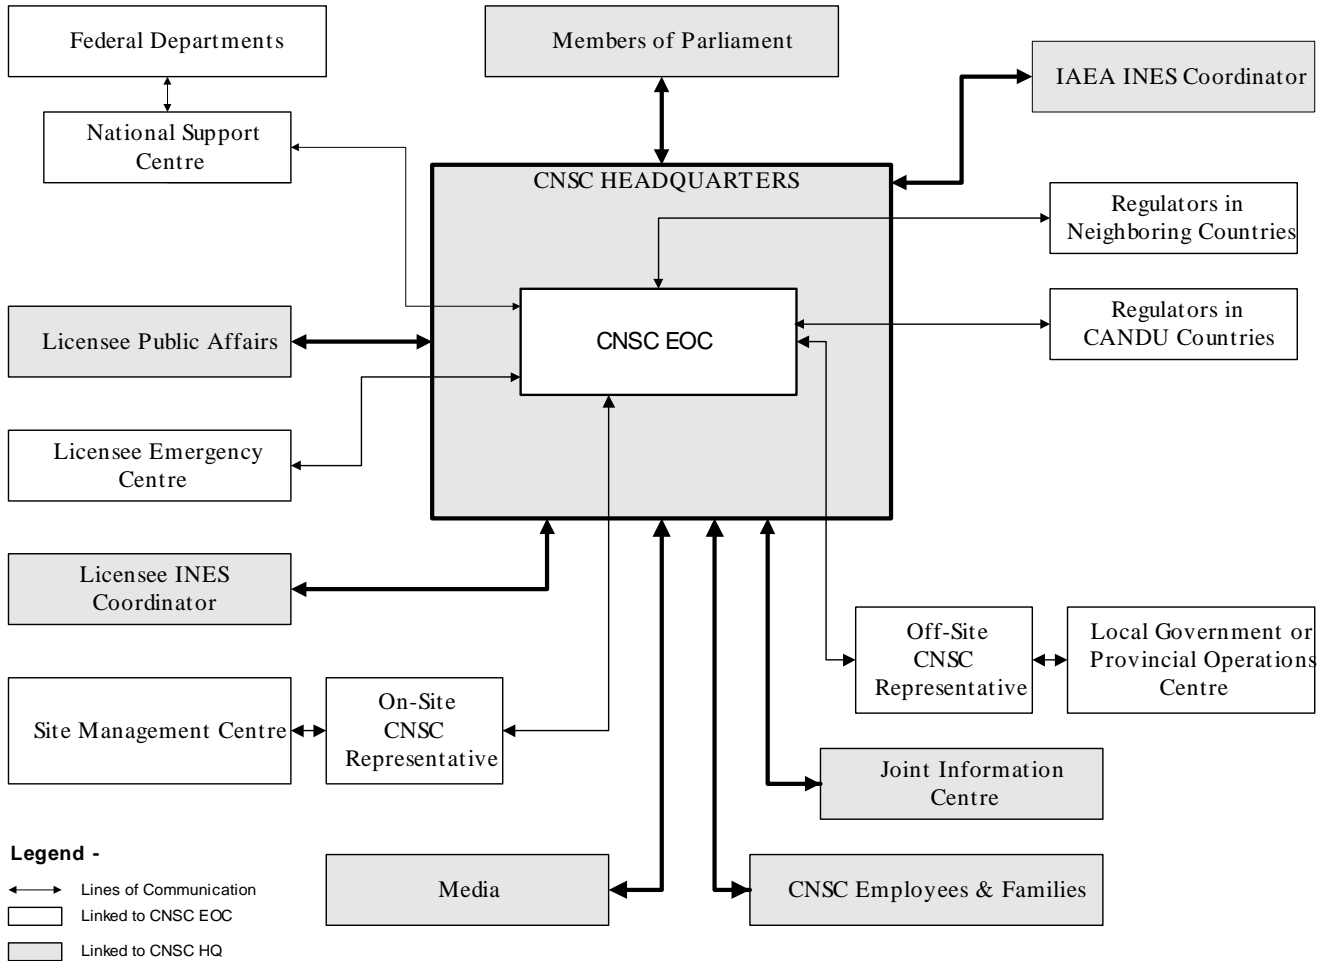 Federal Departments
Members of Parliament
IAEA INES Coordinator
National Support
Centre
CNSC HEADQUARTERS
Regulators in
Neighboring Countries
Licensee Public Affairs
CNSC EOC
Regulators in
CANDU Countries
Licensee Emergency
Centre
Licensee INES
Coordinator
Off-Site
CNSC
Representative
Local Government or
Provincial Operations
Centre
Site Management Centre
On-Site
CNSC
Representative
Joint Information
Centre
Media
CNSC Employees & Families
Legend -
Lines of Communication
Linked to CNSC EOC
Linked to CNSC HQ